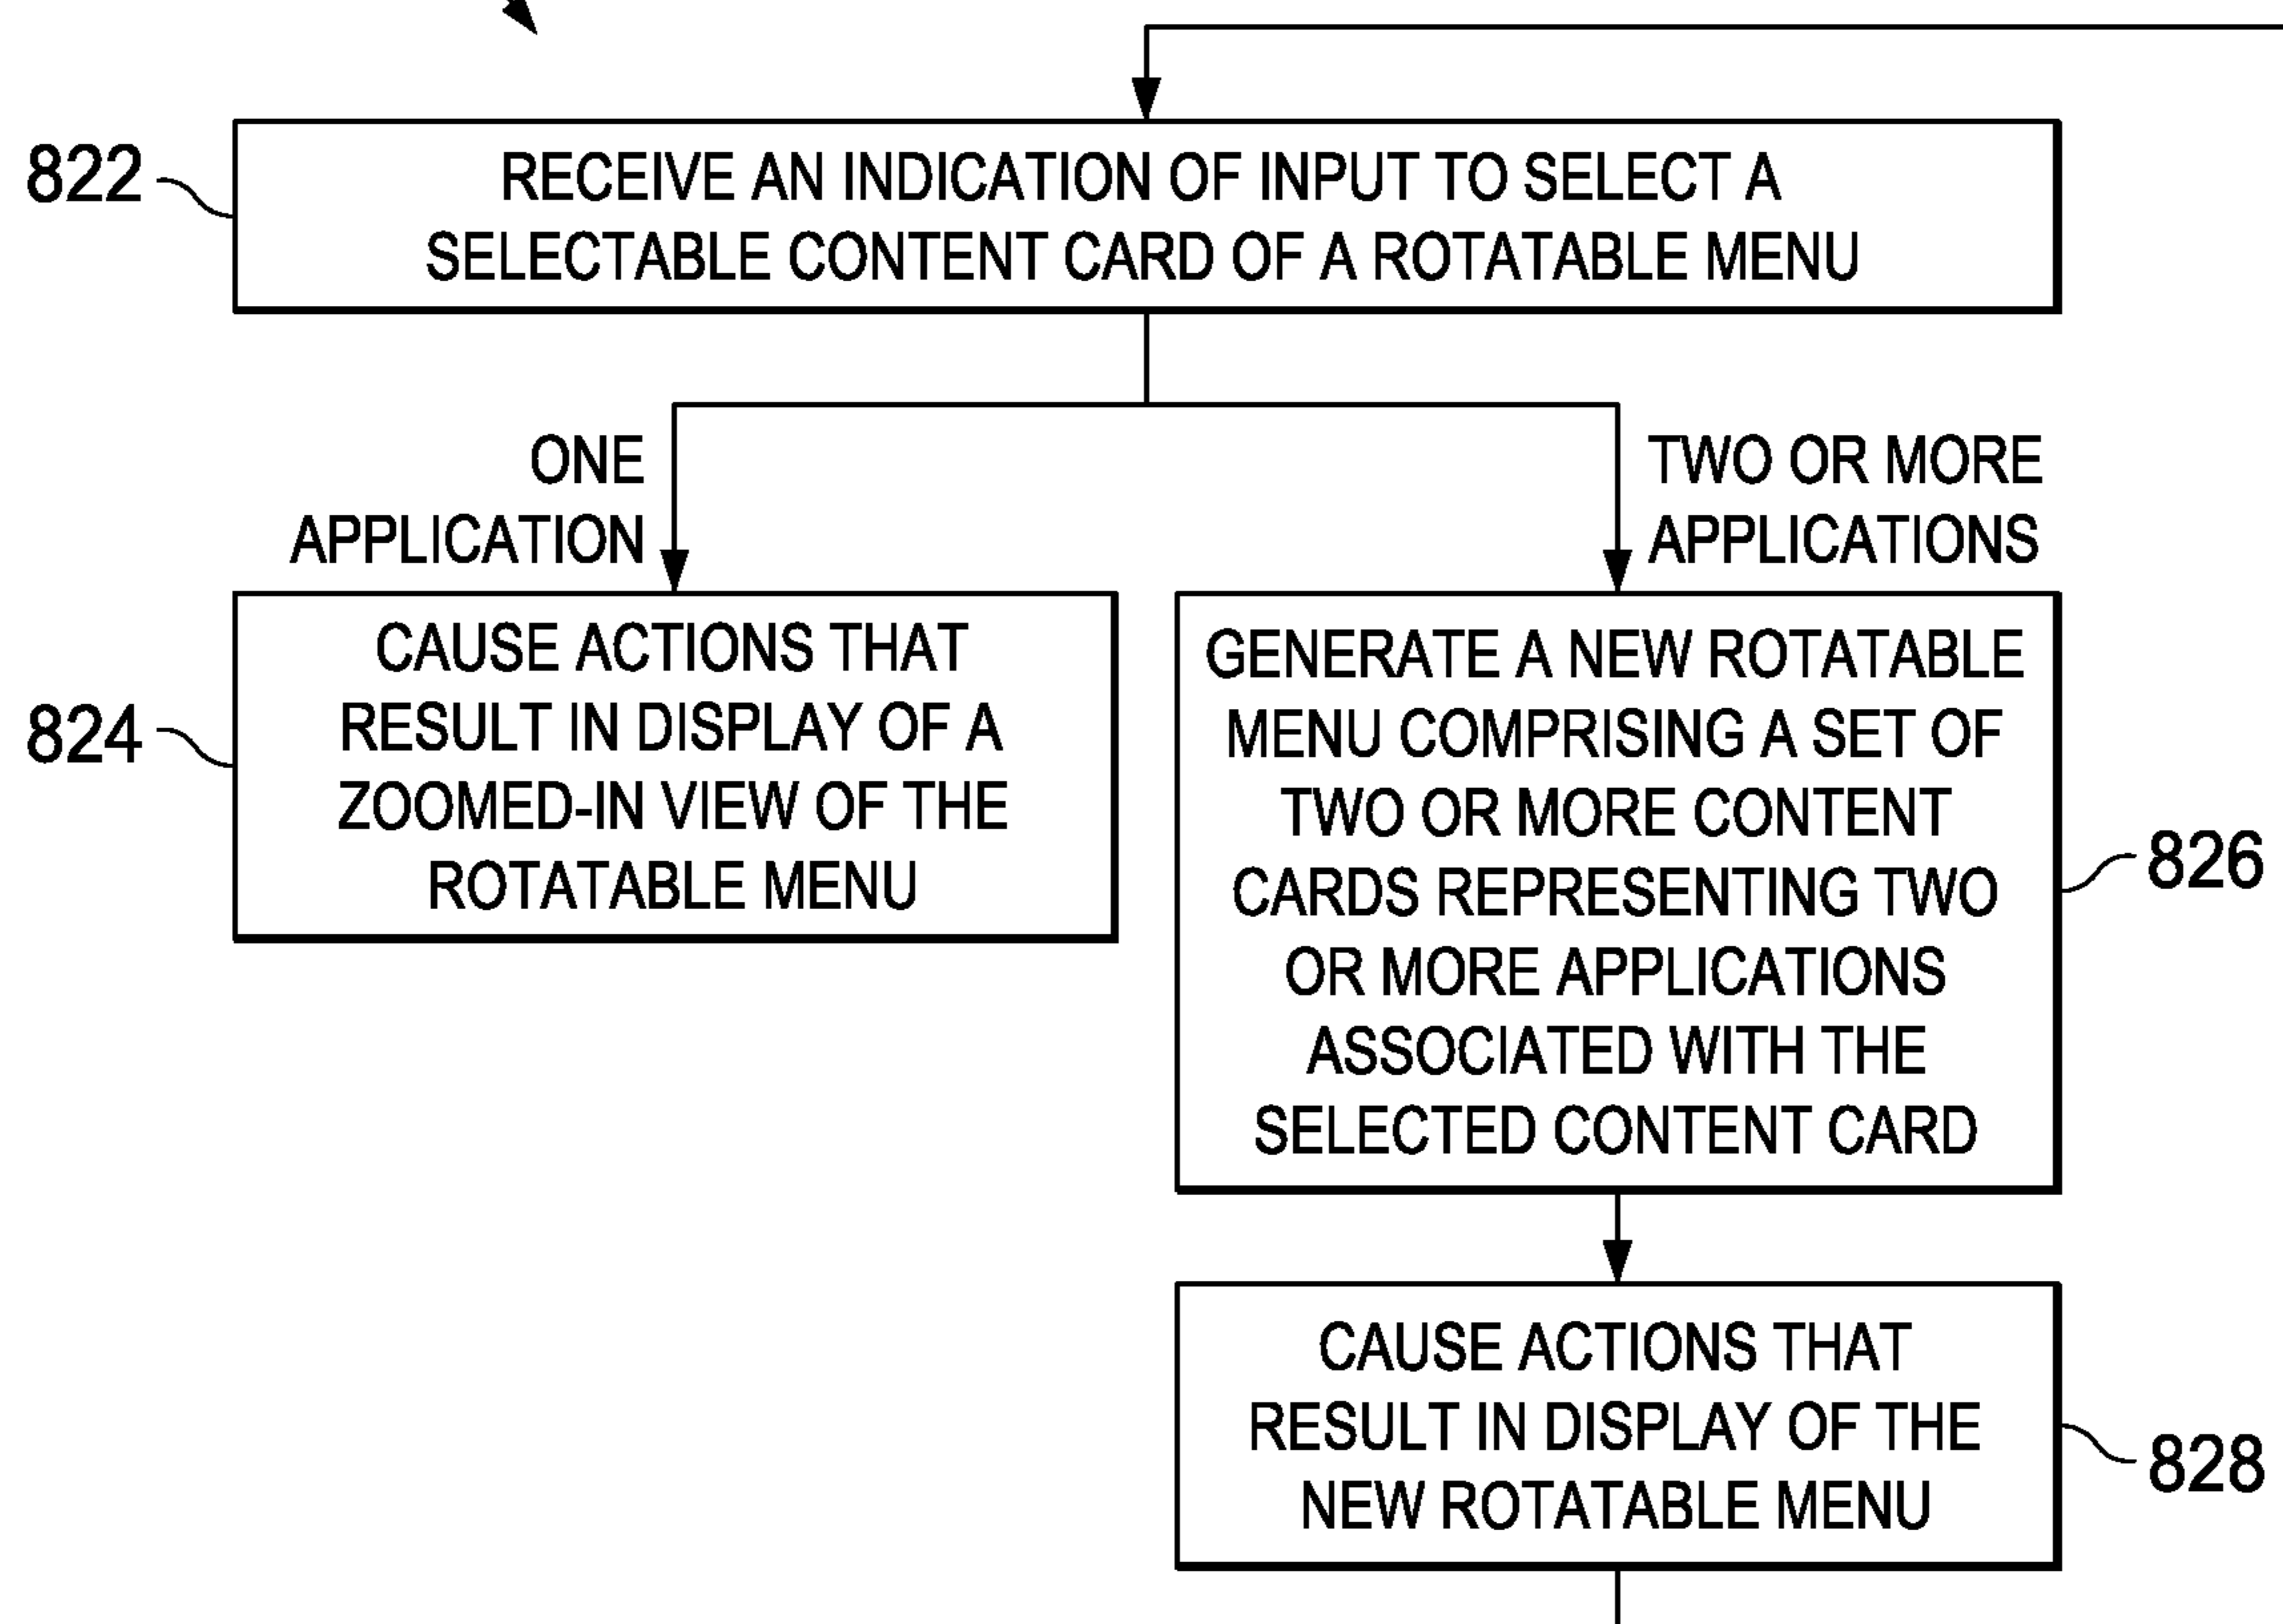 822
RECEIVE AN INDICATION OF INPUT TO SELECT A
SELECTABLE CONTENT CARD OF A ROTATABLE MENU
ONE
APPLICATION
TWO OR MORE
APPLICATIONS
824
CAUSE ACTIONS THAT
RESULT IN DISPLAY OF A
ZOOMED-IN VIEW OF THE
ROTATABLE MENU
GENERATE A NEW ROTATABLE
MENU COMPRISING A SET OF
TWO OR MORE CONTENT
CARDS REPRESENTING TWO
OR MORE APPLICATIONS
ASSOCIATED WITH THE
SELECTED CONTENT CARD
826
CAUSE ACTIONS THAT
RESULT IN DISPLAY OF THE
NEW ROTATABLE MENU
828